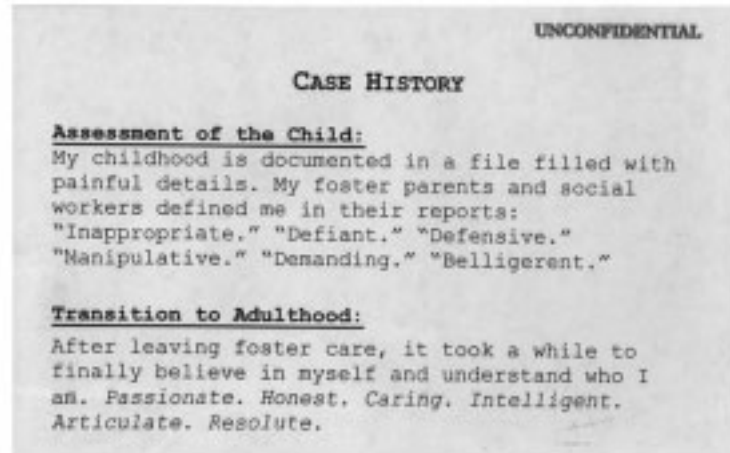 UNCONFIDENTIAL
CASE HISTORY
Assessment of the Child:
My childhood is documented in a file filled with
painful details. My foster parents and social
workers defined me in their reports:
"Inappropriate." "Defiant." "Defensive."
"Manipulative." "Demanding." "Belligerent."
Transition to Adulthood:
After leaving foster care, it took a while to
finally believe in myself and understand who I
am. Passionate. Honest. Caring. Intelligent.
Articulate. Resolute.